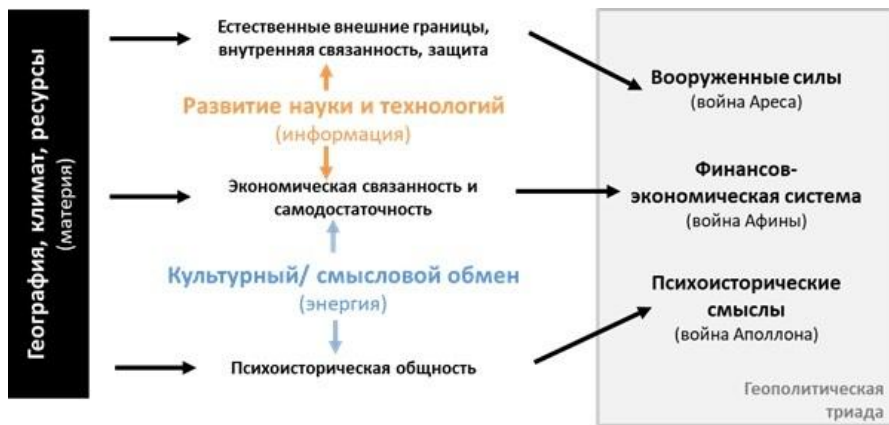 География, климат, ресурсы
(материя)
Естественные внешние границы,
внутренняя связанность, защита
Развитие науки и технологий
(информация)
Экономическая связанность и
самодостаточность
Культурный/ смысловой обмен
(энергия)
Психоисторическая общность
Вооруженные силы
(война Ареса)
Финансов-
экономическая система
(война Афины)
Психоисторические
смыслы
(война Аполлона)
Геополитическая
триада